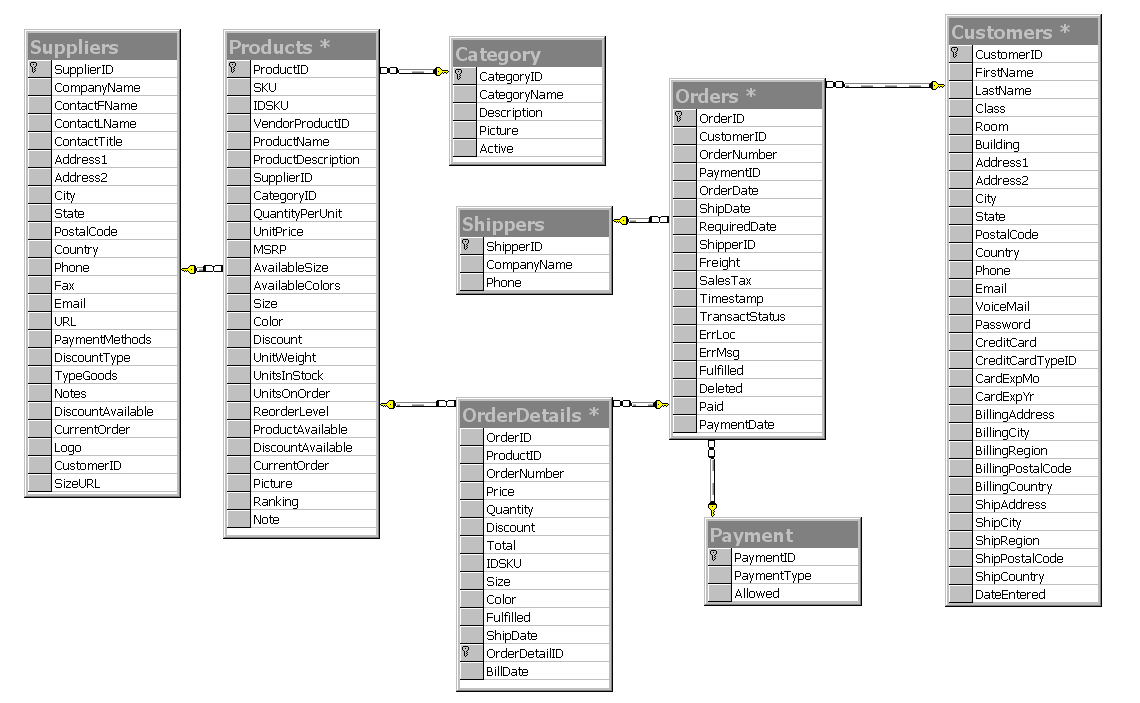 Suppliers
SupplierID
CompanyName
ContactFName
ContactLName
ContactTitle
Address1
Address2
City
State
PostalCode
Country
Phone
Fax
Email
URL
PaymentMethods
DiscountType
TypeGoods
Notes
DiscountAvailable
CurrentOrder
Logo
CustomerID
SizeURL
Products *
ProductID
SKU
IDSKU
VendorProductID
ProductName
ProductDescription
SupplierID
CategoryID
QuantityPerUnit
UnitPrice
MSRP
AvailableSize
AvailableColors
Size
Color
Discount
UnitWeight
UnitsInStock
UnitsOnOrder
ReorderLevel
ProductAvailable
DiscountAvailable
CurrentOrder
Picture
Ranking
Note
Category
CategoryID
CategoryName
Description
Picture
Active
Shippers
ShipperID
CompanyName
Phone
OrderDetails *
OrderID
ProductID
OrderNumber
Price
Quantity
Discount
Total
IDSKU
Size
Color
Fulfilled
ShipDate
OrderDetailID
BillDate
Orders *
OrderID
CustomerID
OrderNumber
PaymentID
OrderDate
ShipDate
RequiredDate
ShipperID
Freight
SalesTax
Timestamp
TransactStatus
ErrLoc
ErrMsg
Fulfilled
Deleted
Paid
PaymentDate
Payment
PaymentID
PaymentType
Allowed
Customers *
CustomerID
FirstName
LastName
Class
Room
Building
Address1
Address2
City
State
PostalCode
Country
Phone
Email
VoiceMail
Password
CreditCard
CreditCardTypeID
CardExpMo
CardExpYr
BillingAddress
BillingCity
BillingRegion
BillingPostalCode
BillingCountry
ShipAddress
ShipCity
ShipRegion
ShipPostalCode
ShipCountry
DateEntered